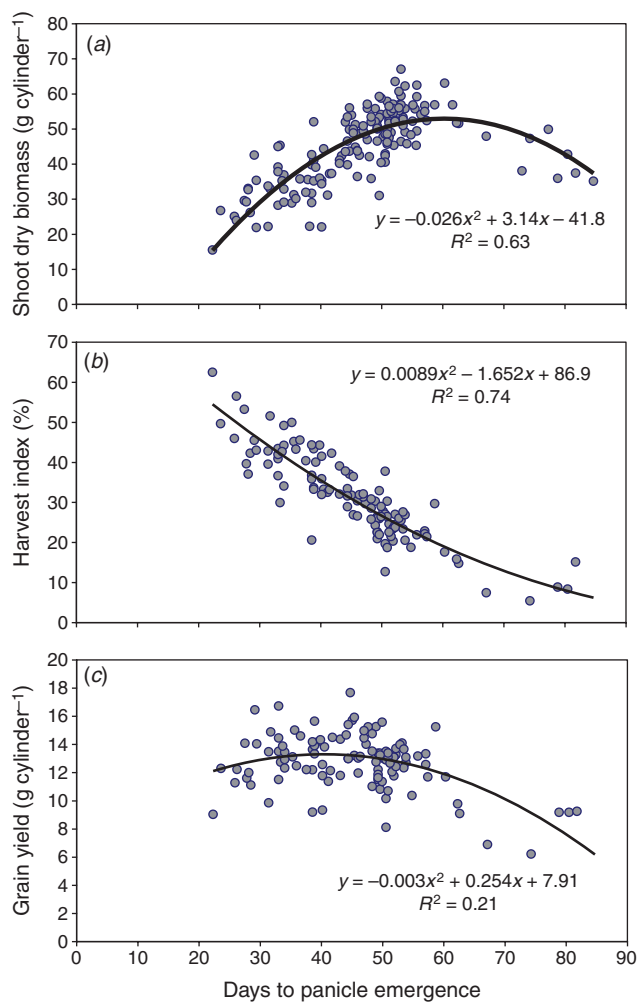 (a)
80
70
60
50
40
30
20
10
0
Shoot dry biomass (g cylinder⁻¹)
y = –0.026x² + 3.14x – 41.8
R² = 0.63
(b)
70
60
50
40
30
20
10
0
Harvest index (%)
y = 0.0089x² – 1.652x + 86.9
R² = 0.74
(c)
20
18
16
14
12
10
8
6
4
2
0
Grain yield (g cylinder⁻¹)
y = –0.003x² + 0.254x + 7.91
R² = 0.21
0 10 20 30 40 50 60 70 80 90
Days to panicle emergence